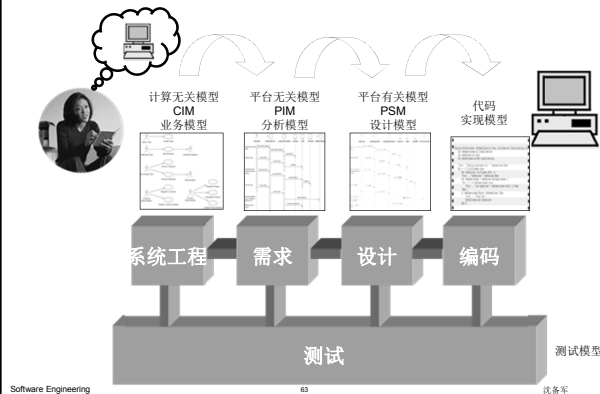 计算无关模型
CIM
业务模型
平台无关模型
PIM
分析模型
平台有关模型
PSM
设计模型
代码
实现模型
系统工程
需求
设计
编码
测试
测试模型
Software Engineering
63
沈备军